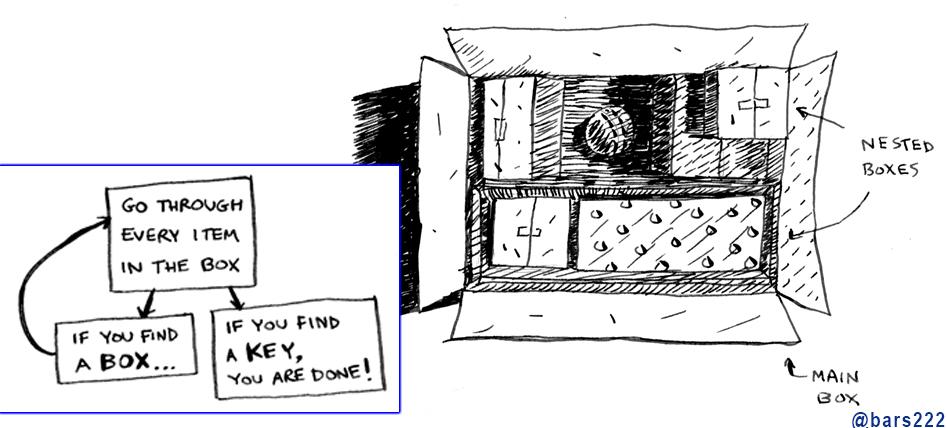 GO THROUGH
EVERY ITEM
IN THE BOX
IF YOU FIND
A BOX...
IF YOU FIND
A KEY,
YOU ARE DONE!
NESTED
BOXES
MAIN
BOX
@bars222